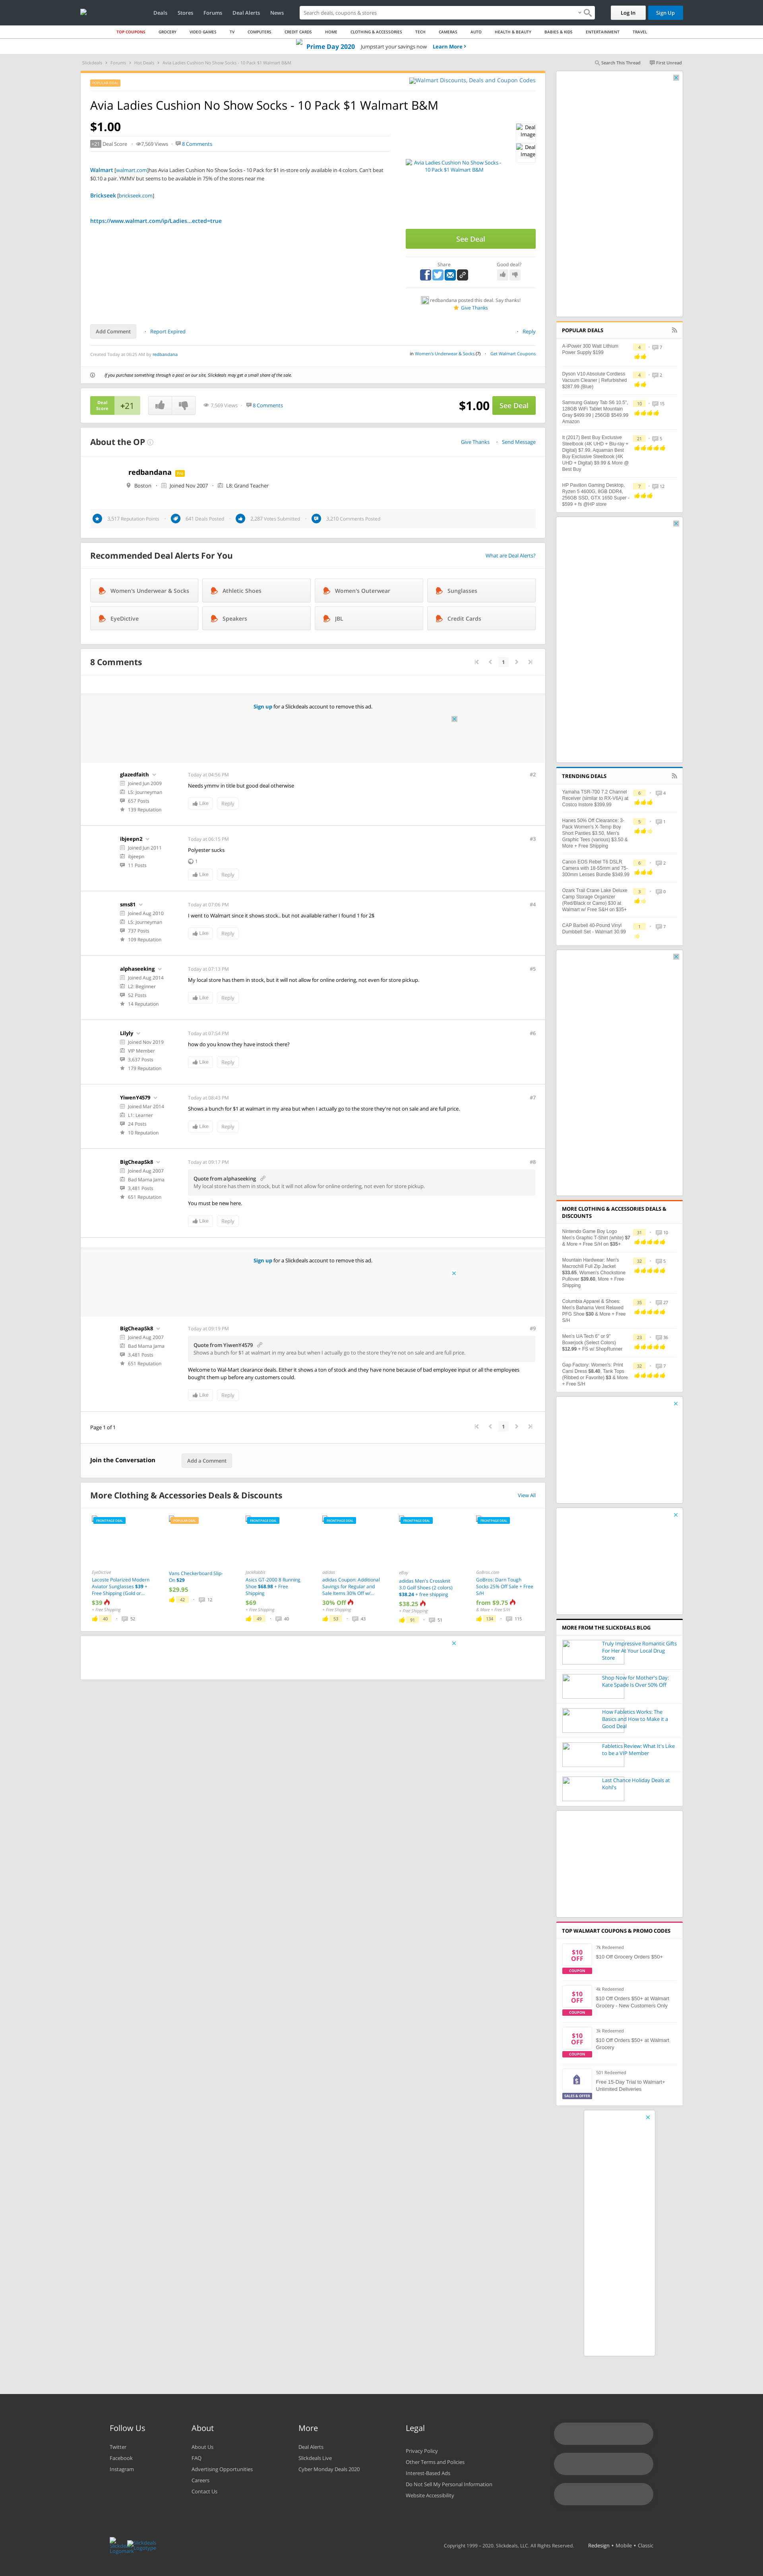 Deals Stores Forums Deal Alerts News
Search deals, coupons & stores
Log In Sign Up
TOP COUPONS GROCERY VIDEO GAMES TV COMPUTERS CREDIT CARDS HOME CLOTHING & ACCESSORIES TECH CAMERAS AUTO HEALTH & BEAUTY BABIES & KIDS ENTERTAINMENT TRAVEL
Prime Day 2020 Jumpstart your savings now Learn More
Slickdeals Forums Hot Deals Avia Ladies Cushion No Show Socks - 10 Pack $1 Walmart B&M
Search This Thread First Unread
POPULAR DEAL
Walmart Discounts, Deals and Coupon Codes
Avia Ladies Cushion No Show Socks - 10 Pack $1 Walmart B&M
$1.00
+21 Deal Score 7,569 Views 8 Comments
Walmart [walmart.com]has Avia Ladies Cushion No Show Socks - 10 Pack for $1 in-store only available in 4 colors. Can't beat
$0.10 a pair. YMMV but seems to be available in 75% of the stores near me
Brickseek [brickseek.com]
https://www.walmart.com/ip/Ladies...ected=true
Avia Ladies Cushion No Show Socks -
10 Pack $1 Walmart B&M
Deal
Image
Deal
Image
See Deal
Share
Good deal?
redbandana posted this deal. Say thanks!
Give Thanks
Add Comment Report Expired Reply
Created Today at 06:25 AM by redbandana
in Women's Underwear & Socks (7) Get Walmart Coupons
If you purchase something through a post on our site, Slickdeals may get a small share of the sale.
Deal
Score
+21
7,569 Views 8 Comments
$1.00 See Deal
About the OP
Give Thanks Send Message
redbandana
Boston Joined Nov 2007 L8: Grand Teacher
3,517 Reputation Points 641 Deals Posted 2,287 Votes Submitted 3,210 Comments Posted
Recommended Deal Alerts For You
What are Deal Alerts?
Women's Underwear & Socks Athletic Shoes Women's Outerwear Sunglasses
EyeDictive Speakers JBL Credit Cards
8 Comments
1
Sign up for a Slickdeals account to remove this ad.
glazedfaith
Joined Jun 2009
L5: Journeyman
657 Posts
139 Reputation
Today at 04:56 PM
#2
Needs ymmv in title but good deal otherwise
Like Reply
ibjeepn2
Joined Jun 2011
ibjeepn
11 Posts
Today at 06:15 PM
#3
Polyester sucks
1
Like Reply
sms81
Joined Aug 2010
L5: Journeyman
737 Posts
109 Reputation
Today at 07:06 PM
#4
I went to Walmart since it shows stock.. but not available rather I found 1 for 2$
Like Reply
alphaseeking
Joined Aug 2014
L2: Beginner
52 Posts
14 Reputation
Today at 07:13 PM
#5
My local store has them in stock, but it will not allow for online ordering, not even for store pickup.
Like Reply
Lilyly
Joined Nov 2019
VIP Member
3,637 Posts
179 Reputation
Today at 07:54 PM
#6
how do you know they have instock there?
Like Reply
YiwenY4579
Joined Mar 2014
L1: Learner
24 Posts
10 Reputation
Today at 08:43 PM
#7
Shows a bunch for $1 at walmart in my area but when I actually go to the store they're not on sale and are full price.
Like Reply
BigCheapSk8
Joined Aug 2007
Bad Mama Jama
3,481 Posts
651 Reputation
Today at 09:17 PM
#8
Quote from alphaseeking
My local store has them in stock, but it will not allow for online ordering, not even for store pickup.
You must be new here.
Like Reply
Sign up for a Slickdeals account to remove this ad.
BigCheapSk8
Joined Aug 2007
Bad Mama Jama
3,481 Posts
651 Reputation
Today at 09:19 PM
#9
Quote from YiwenY4579
Shows a bunch for $1 at walmart in my area but when I actually go to the store they're not on sale and are full price.
Welcome to Wal-Mart clearance deals. Either it shows a ton of stock and they have none because of bad employee input or all the employees
bought them up before any customers could.
Like Reply
Page 1 of 1
1
Join the Conversation Add a Comment
More Clothing & Accessories Deals & Discounts
View All
FRONTPAGE DEAL
EyeDictive
Lacoste Polarized Modern
Aviator Sunglasses $39 +
Free Shipping (Gold or...
$39
+ Free Shipping
40 52
POPULAR DEAL
Vans Checkerboard Slip-
On $29
$29.95
42 12
FRONTPAGE DEAL
JackRabbit
Asics GT-2000 8 Running
Shoe $68.98 + Free
Shipping
$69
+ Free Shipping
49 40
FRONTPAGE DEAL
adidas
adidas Coupon: Additional
Savings for Regular and
Sale Items 30% Off w/...
30% Off
+ Free Shipping
53 43
FRONTPAGE DEAL
eBay
adidas Men's Crossknit
3.0 Golf Shoes (2 colors)
$38.24 + free shipping
$38.25
+ Free Shipping
41 51
FRONTPAGE DEAL
GoBros.com
GoBros: Darn Tough
Socks 25% Off Sale + Free
S/H
from $9.75
& More + Free S/H
134 115
POPULAR DEALS
A-iPower 300 Watt Lithium
Power Supply $199
4 7
Dyson V10 Absolute Cordless
Vacuum Cleaner | Refurbished
$287.99 (Blue)
4 2
Samsung Galaxy Tab S6 10.5";
128GB WiFi Tablet Mountain
Gray $499.99 | 256GB $549.99
Amazon
10 15
It (2017) Best Buy Exclusive
Steelbook (4K UHD + Blu-ray +
Digital) $7.99, Aquaman Best
Buy Exclusive Steelbook (4K
UHD + Digital) $9.99 & More @
Best Buy
21 5
HP Pavilion Gaming Desktop,
Ryzen 5 4600G, 8GB DDR4,
256GB SSD, GTX 1650 Super -
$599 + fs @HP store
7 12
TRENDING DEALS
Yamaha TSR-700 7.2 Channel
Receiver (similar to RX-V6A) at
Costco Instore $399.99
6 4
Hanes 50% Off Clearance: 3-
Pack Women's X-Temp Boy
Short Panties $3.50, Men's
Graphic Tees (various) $3.50 &
More + Free Shipping
5 1
Canon EOS Rebel T6 DSLR
Camera with 18-55mm and 75-
300mm Lenses Bundle $349.99
6 2
Ozark Trail Crane Lake Deluxe
Camp Storage Organizer
(Red/Black or Camo) $30 at
Walmart w/ Free S&H on $35+
3 0
CAP Barbell 40-Pound Vinyl
Dumbbell Set - Walmart 30.99
1 7
MORE CLOTHING & ACCESSORIES DEALS &
DISCOUNTS
Nintendo Game Boy Logo
Men's Graphic T-Shirt (white) $7
& More + Free S/H on $35+
31 19
Mountain Hardwear: Men's
Macrochill Full Zip Jacket
$33.65, Women's Chockstone
Pullover $39.60, More + Free
Shipping
32 5
Columbia Apparel & Shoes:
Men's Bahama Vent Relaxed
PFG Shoe $30 & More + Free
S/H
35 27
Men's UA Tech 6" or 9"
Boxerjock (Select Colors)
$12.99 + FS w/ ShopRunner
23 36
Gap Factory: Women's: Print
Cami Dress $8.40, Tank Tops
(Ribbed or Favorite) $3 & More
+ Free S/H
32 7
MORE FROM THE SLICKDEALS BLOG
Truly Impressive Romantic Gifts
For Her At Your Local Drug
Store
Shop Now for Mother's Day:
Kate Spade Is Over 50% Off
How Fabletics Works: The
Basics and How to Make it a
Good Deal
Fabletics Review: What It's Like
to be a VIP Member
Last Chance Holiday Deals at
Kohl's
TOP WALMART COUPONS & PROMO CODES
$10
OFF
COUPON
7k Redeemed
$10 Off Grocery Orders $50+
$10
OFF
COUPON
4k Redeemed
$10 Off Orders $50+ at Walmart
Grocery - New Customers Only
$10
OFF
COUPON
3k Redeemed
$10 Off Orders $50+ at Walmart
Grocery
SALES & OFFER
501 Redeemed
Free 15-Day Trial to Walmart+
Unlimited Deliveries
Follow Us
Twitter
Facebook
Instagram
About
About Us
FAQ
Advertising Opportunities
Careers
Contact Us
More
Deal Alerts
Slickdeals Live
Cyber Monday Deals 2020
Legal
Privacy Policy
Other Terms and Policies
Interest-Based Ads
Do Not Sell My Personal Information
Website Accessibility
Copyright 1999 – 2020. Slickdeals, LLC. All Rights Reserved. Redesign • Mobile • Classic